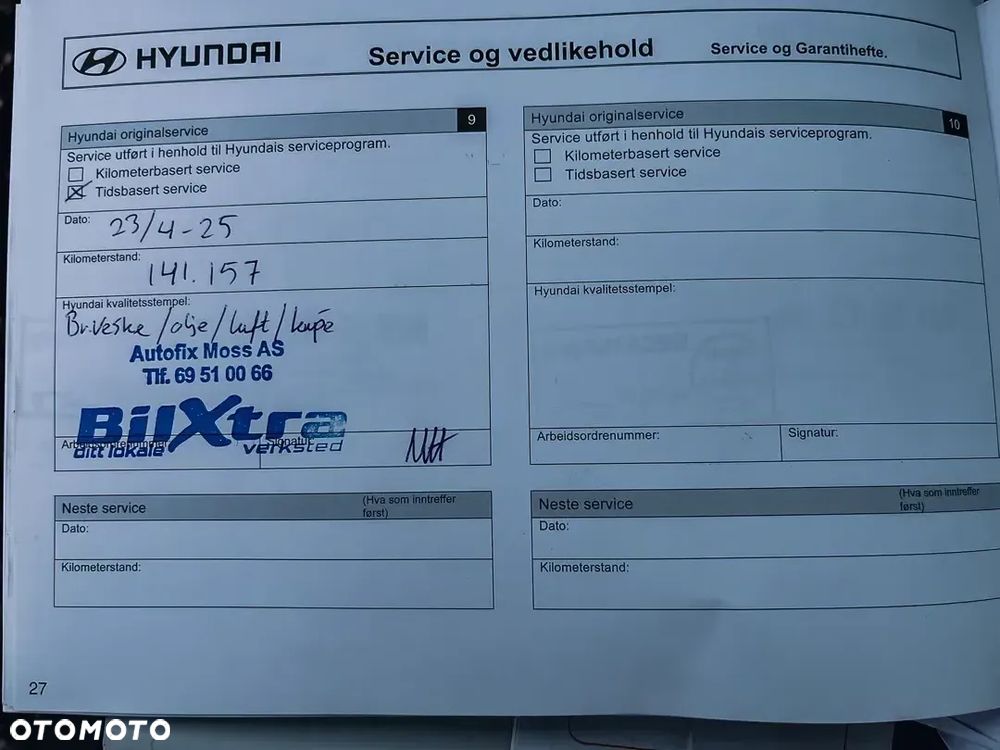 HYUNDAI
Service og vedlikehold
Service og Garantihefte.
Hyundai originalservice
9
Service utført i henhold til Hyundais serviceprogram.
Kilometerbasert service
Tidsbasert service
Dato: 23/4-25
Kilometerstand: 141.157
Hyundai kvalitetsstempel:
Br.veske/olje/luft/kupé
Autofix Moss AS
Tlf. 69 51 00 66
BilXtra
Arbeidsordrenummer:
Signatur:
ditt lokale verksted
Neste service
(Hva som inntreffer
først)
Dato:
Kilometerstand:
Hyundai originalservice
10
Service utført i henhold til Hyundais serviceprogram.
Kilometerbasert service
Tidsbasert service
Dato:
Kilometerstand:
Hyundai kvalitetsstempel:
Arbeidsordrenummer:
Signatur:
Neste service
(Hva som inntreffer
først)
Dato:
Kilometerstand:
27
OTOMOTO